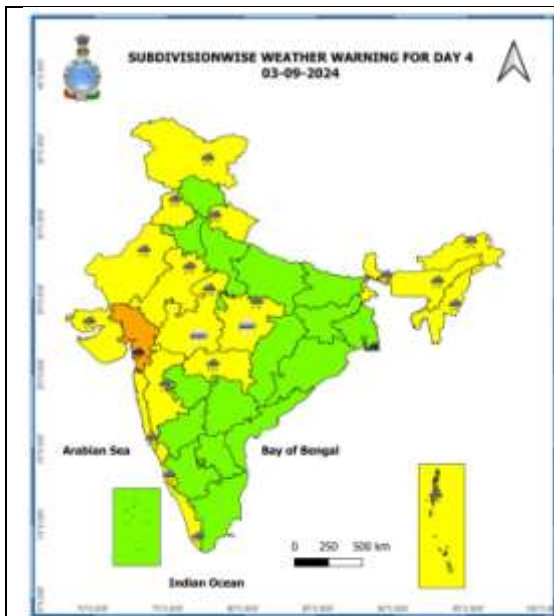 SUBDIVISIONWISE WEATHER WARNING FOR DAY 4
03-09-2024
Arabian Sea
Bay of Bengal
0 250 500 km
Indian Ocean